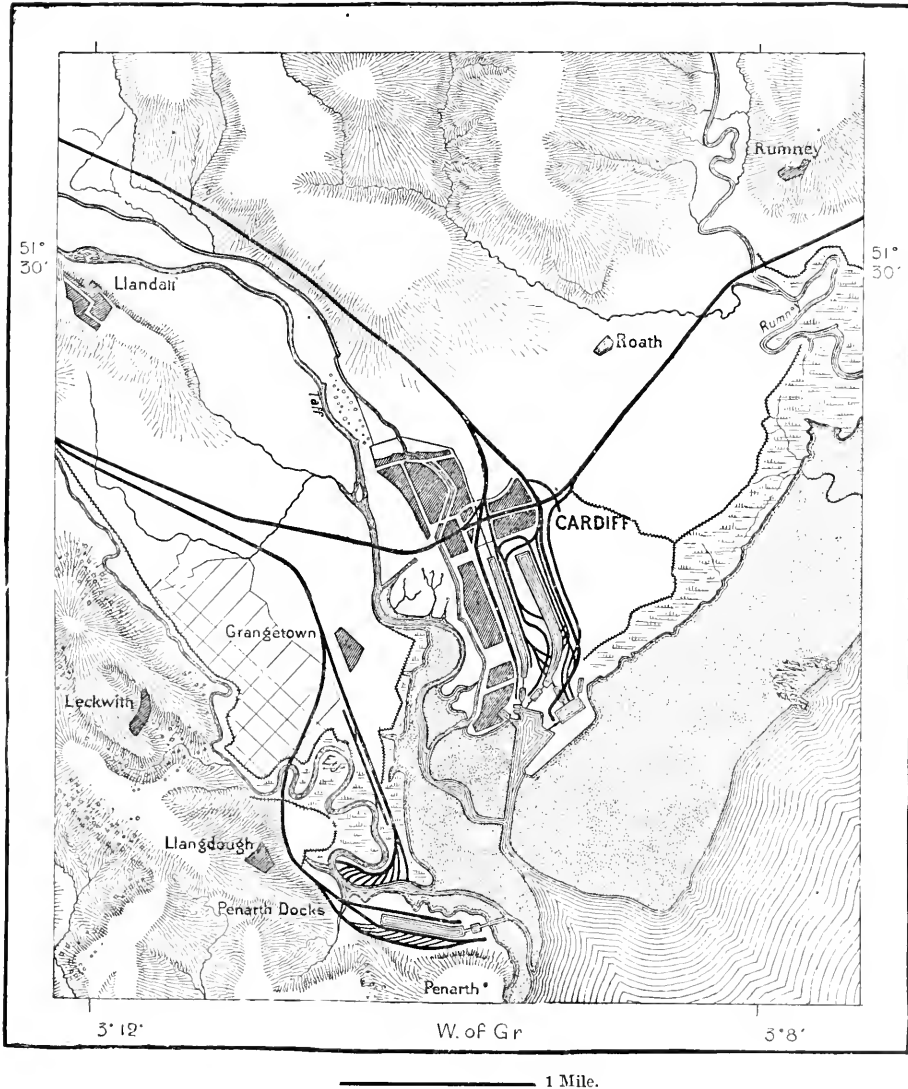 Rumney
51°
30'
51°
30'
Llandaff
Rumney
Roath
Taff
CARDIFF
Grangetown
Leckwith
Ely
Llangdough
Penarth Docks
Penarth
3°12'
W. of Gr
3°8'
1 Mile.